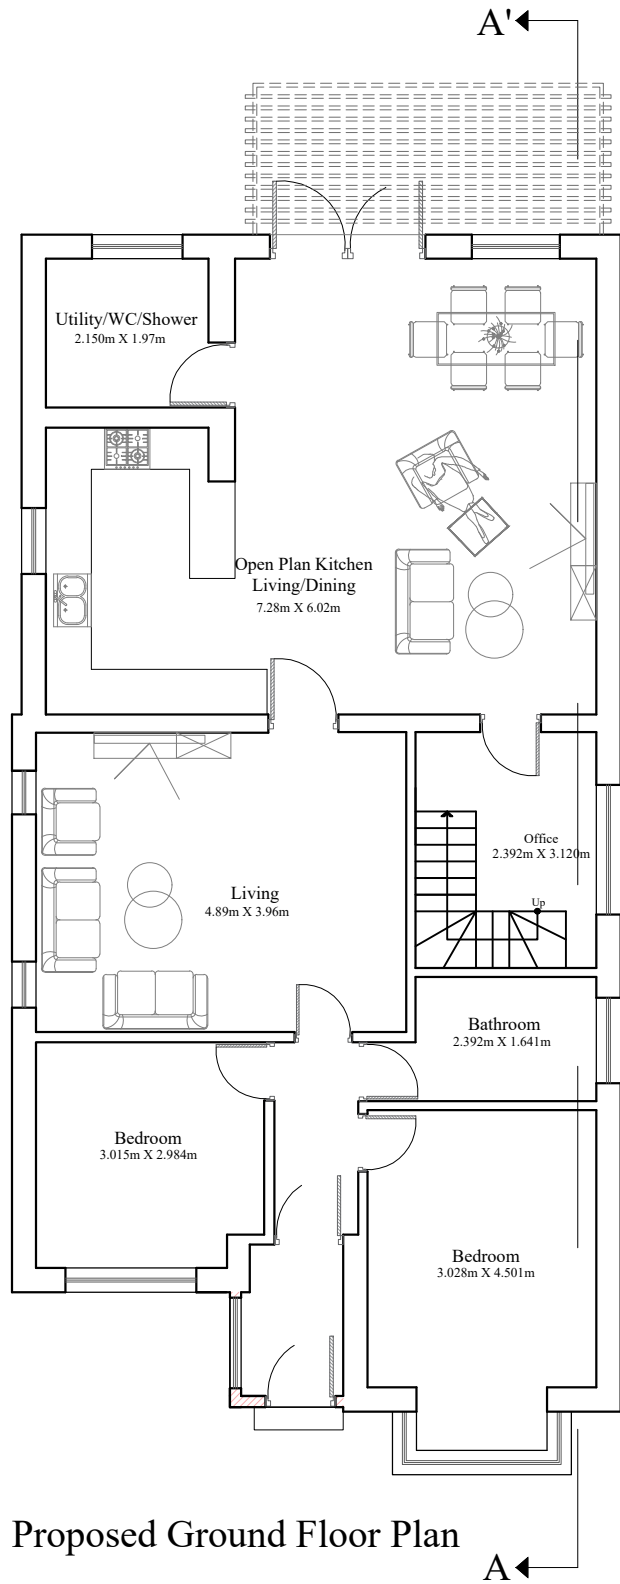 A'
Utility/WC/Shower
2.150m X 1.97m
Open Plan Kitchen
Living/Dining
7.28m X 6.02m
Office
2.392m X 3.120m
Up
Living
4.89m X 3.96m
Bathroom
2.392m X 1.641m
Bedroom
3.015m X 2.984m
Bedroom
3.028m X 4.501m
Proposed Ground Floor Plan
A